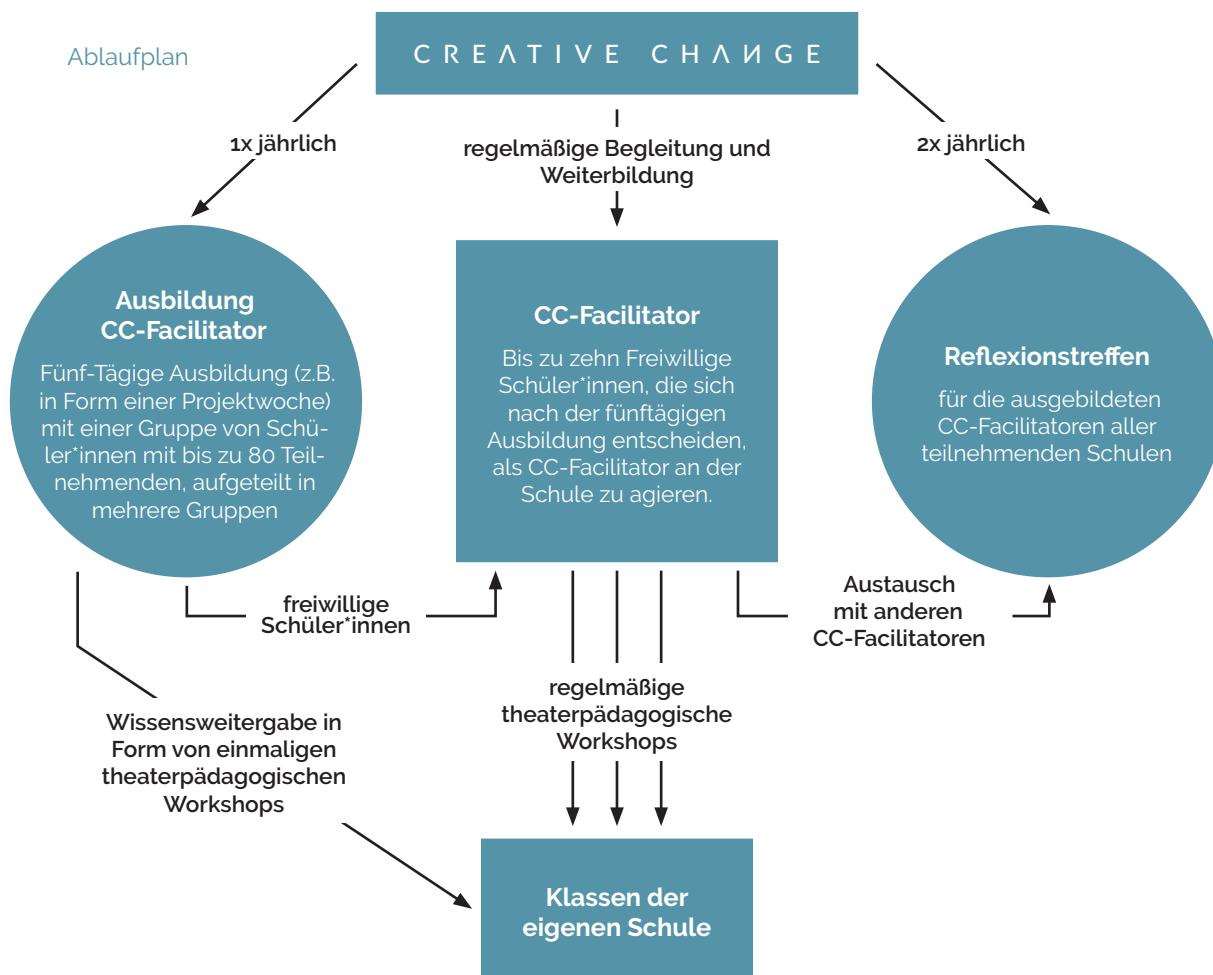 Ablaufplan
CREATIVE CHANGE
1x jährlich
regelmäßige Begleitung und
Weiterbildung
2x jährlich
Ausbildung
CC-Facilitator
Fünf-Tägige Ausbildung (z.B.
in Form einer Projektwoche)
mit einer Gruppe von Schü-
ler*innen mit bis zu 80 Teil-
nehmenden, aufgeteilt in
mehrere Gruppen
CC-Facilitator
Bis zu zehn Freiwillige
Schüler*innen, die sich
nach der fünftägigen
Ausbildung entscheiden,
als CC-Facilitator an der
Schule zu agieren.
Reflexionstreffen
für die ausgebildeten
CC-Facilitatoren aller
teilnehmenden Schulen
freiwillige
Schüler*innen
Austausch
mit anderen
CC-Facilitatoren
Wissensweitergabe in
Form von einmaligen
theaterpädagogischen
Workshops
regelmäßige
theaterpädagogische
Workshops
Klassen der
eigenen Schule